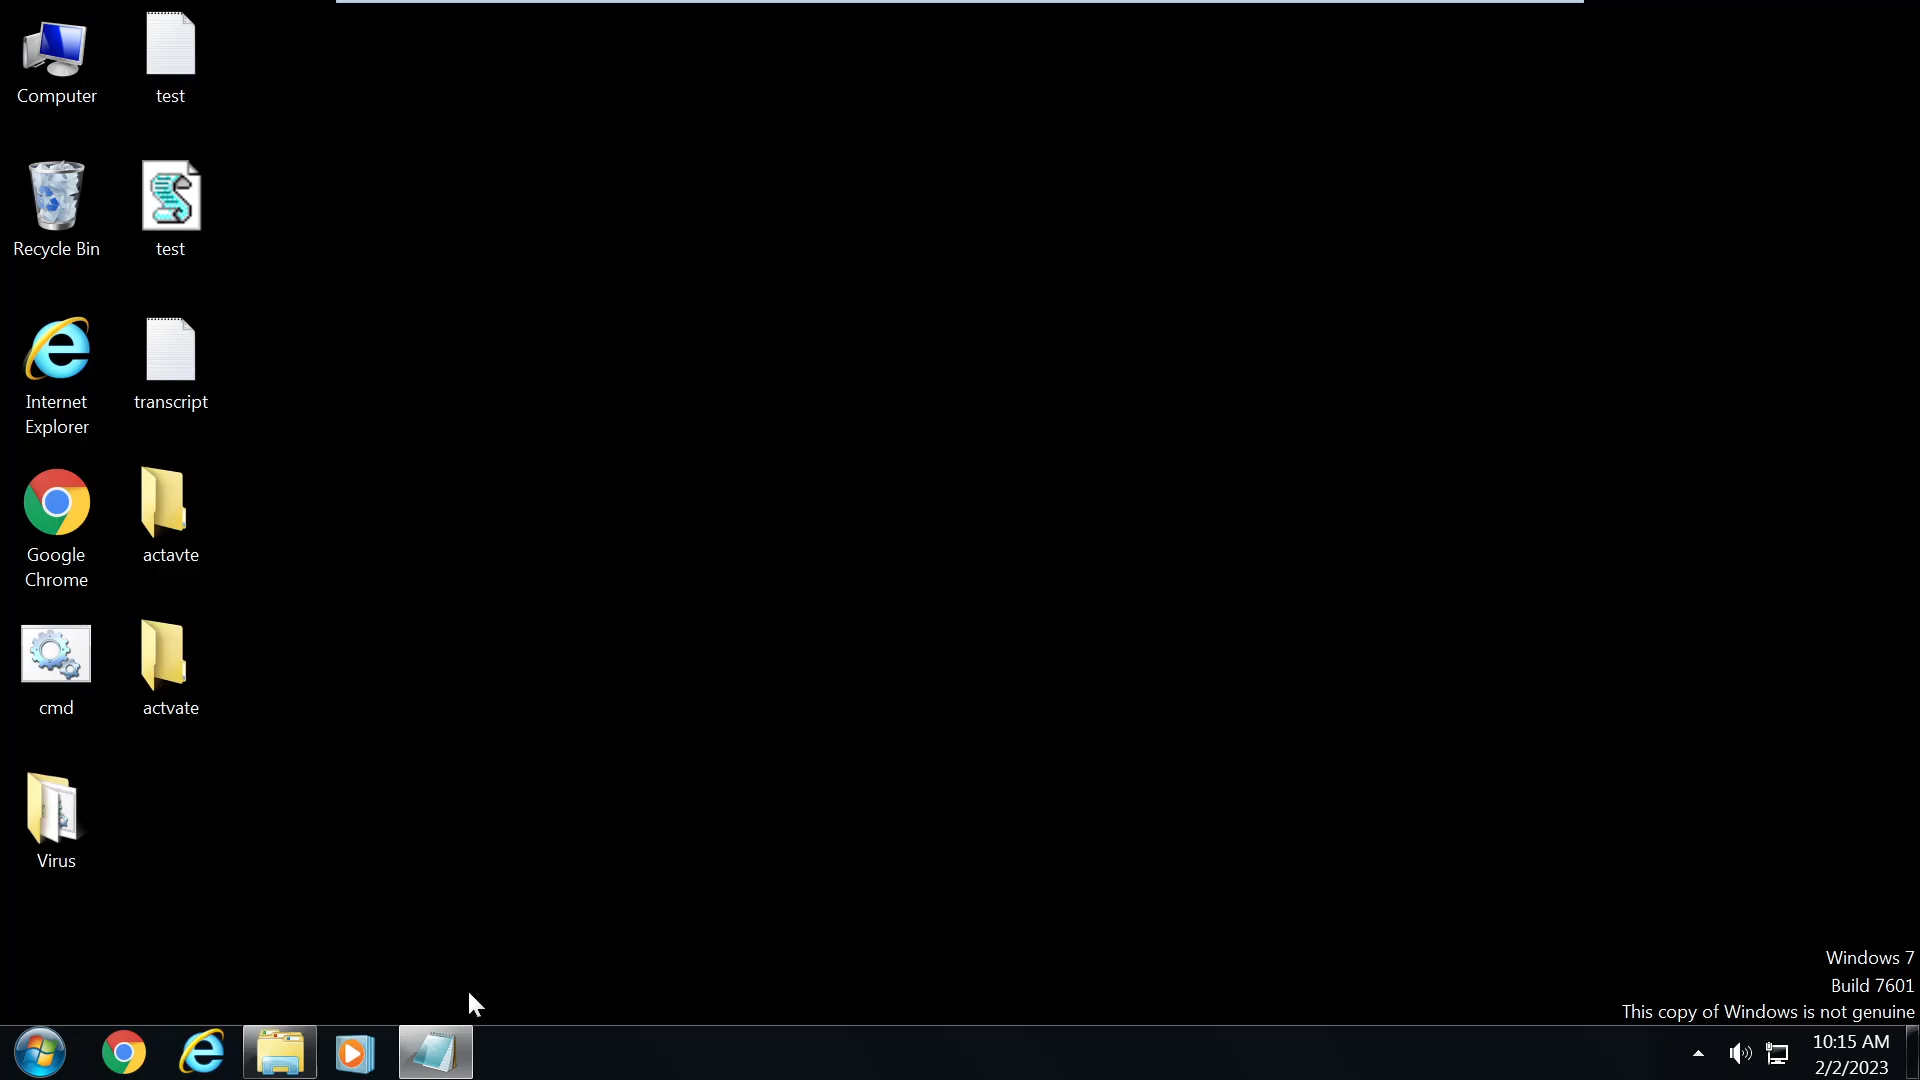 Computer
test
Recycle Bin
test
Internet
Explorer
transcript
Google
Chrome
actavte
cmd
actvate
Virus
Windows 7
Build 7601
This copy of Windows is not genuine
10:15 AM
2/2/2023